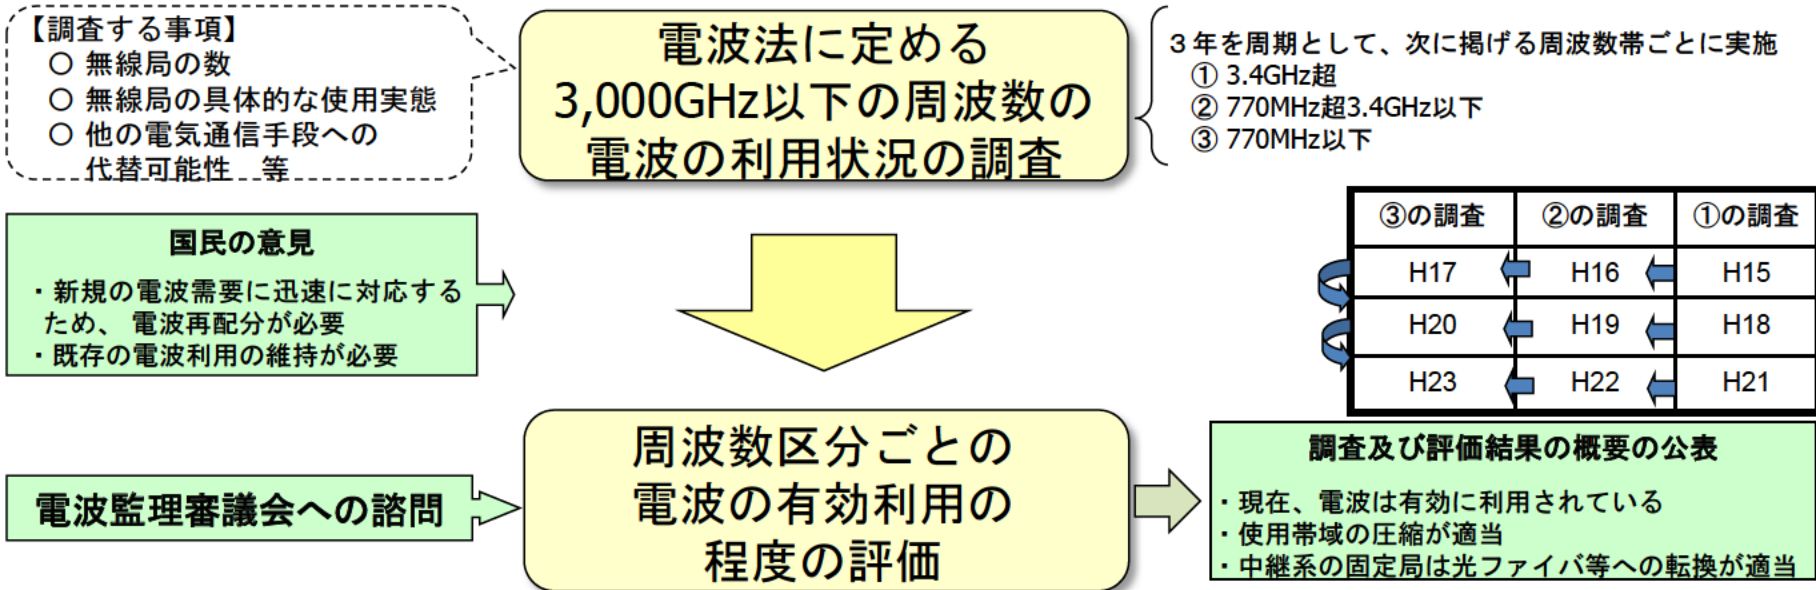 【調査する事項】
○ 無線局の数
○ 無線局の具体的な使用実態
○ 他の電気通信手段への
代替可能性　等
電波法に定める
3,000GHz以下の周波数の
電波の利用状況の調査
３年を周期として、次に掲げる周波数帯ごとに実施
① 3.4GHz超
② 770MHz超3.4GHz以下
③ 770MHz以下
③の調査 ②の調査 ①の調査
H17 H16 H15
H20 H19 H18
H23 H22 H21
国民の意見
・新規の電波需要に迅速に対応する
ため、電波再配分が必要
・既存の電波利用の維持が必要
電波監理審議会への諮問
周波数区分ごとの
電波の有効利用の
程度の評価
調査及び評価結果の概要の公表
・現在、電波は有効に利用されている
・使用帯域の圧縮が適当
・中継系の固定局は光ファイバ等への転換が適当